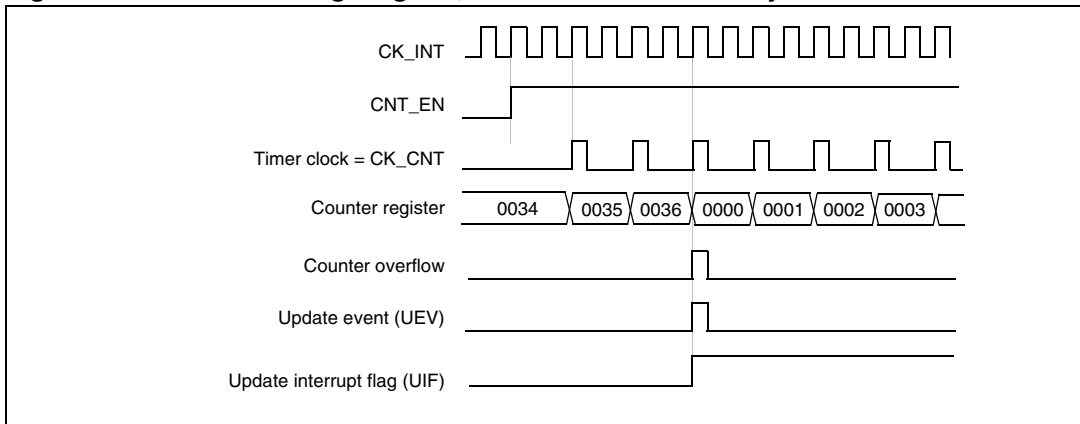 CK_INT
CNT_EN
Timer clock = CK_CNT
Counter register 0034 0035 0036 0000 0001 0002 0003
Counter overflow
Update event (UEV)
Update interrupt flag (UIF)